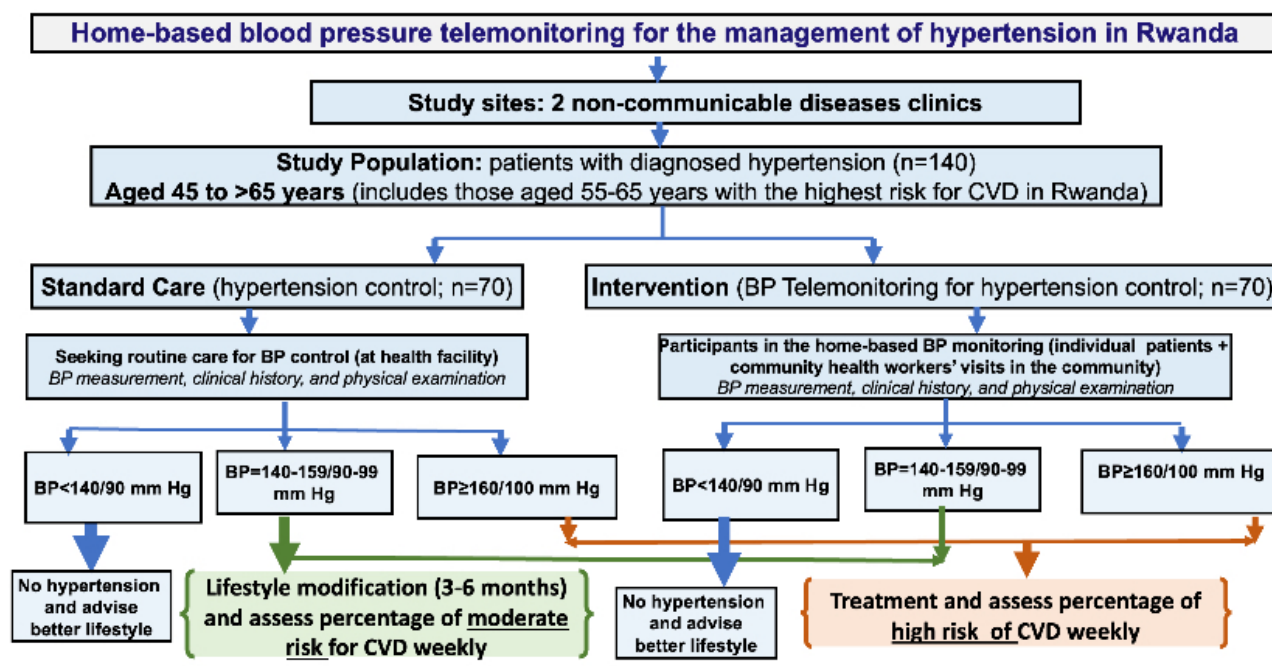 Home-based blood pressure telemonitoring for the management of hypertension in Rwanda
Study sites: 2 non-communicable diseases clinics
Study Population: patients with diagnosed hypertension (n=140)
Aged 45 to >65 years (includes those aged 55-65 years with the highest risk for CVD in Rwanda)
Standard Care (hypertension control; n=70)
Intervention (BP Telemonitoring for hypertension control; n=70)
Seeking routine care for BP control (at health facility)
BP measurement, clinical history, and physical examination
Participants in the home-based BP monitoring (individual patients +
community health workers' visits in the community)
BP measurement, clinical history, and physical examination
BP<140/90 mm Hg
BP=140-159/90-99
mm Hg
BP≥160/100 mm Hg
BP<140/90 mm Hg
BP=140-159/90-99
mm Hg
BP≥160/100 mm Hg
No hypertension
and advise
better lifestyle
Lifestyle modification (3-6 months)
and assess percentage of moderate
risk for CVD weekly
No hypertension
and advise
better lifestyle
Treatment and assess percentage of
high risk of CVD weekly